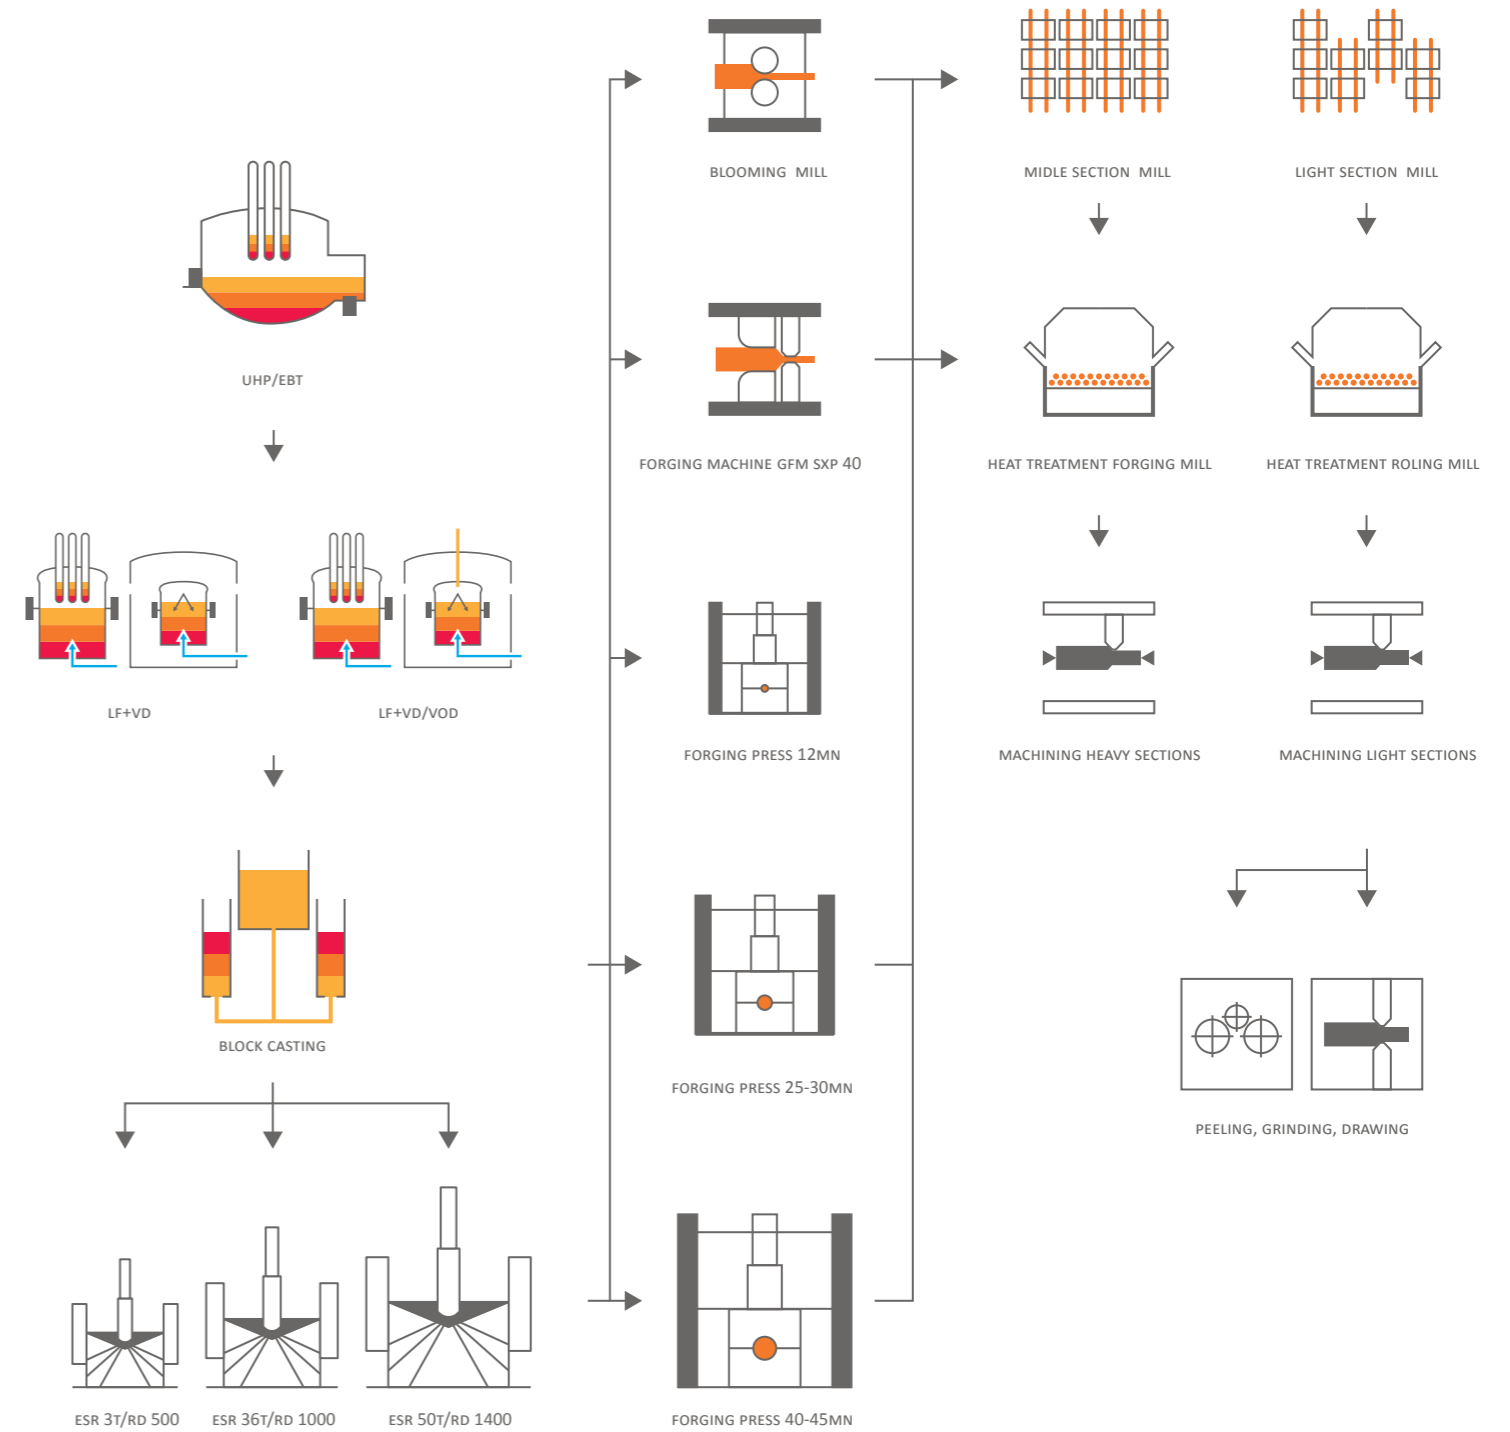 UHP/EBT
LF+VD
LF+VD/VOD
BLOCK CASTING
ESR 3T/RD 500
ESR 36T/RD 1000
ESR 50T/RD 1400
BLOOMING MILL
FORGING MACHINE GFM SXP 40
FORGING PRESS 12MN
FORGING PRESS 25-30MN
FORGING PRESS 40-45MN
MIDLE SECTION MILL
LIGHT SECTION MILL
HEAT TREATMENT FORGING MILL
HEAT TREATMENT ROLING MILL
MACHINING HEAVY SECTIONS
MACHINING LIGHT SECTIONS
PEELING, GRINDING, DRAWING